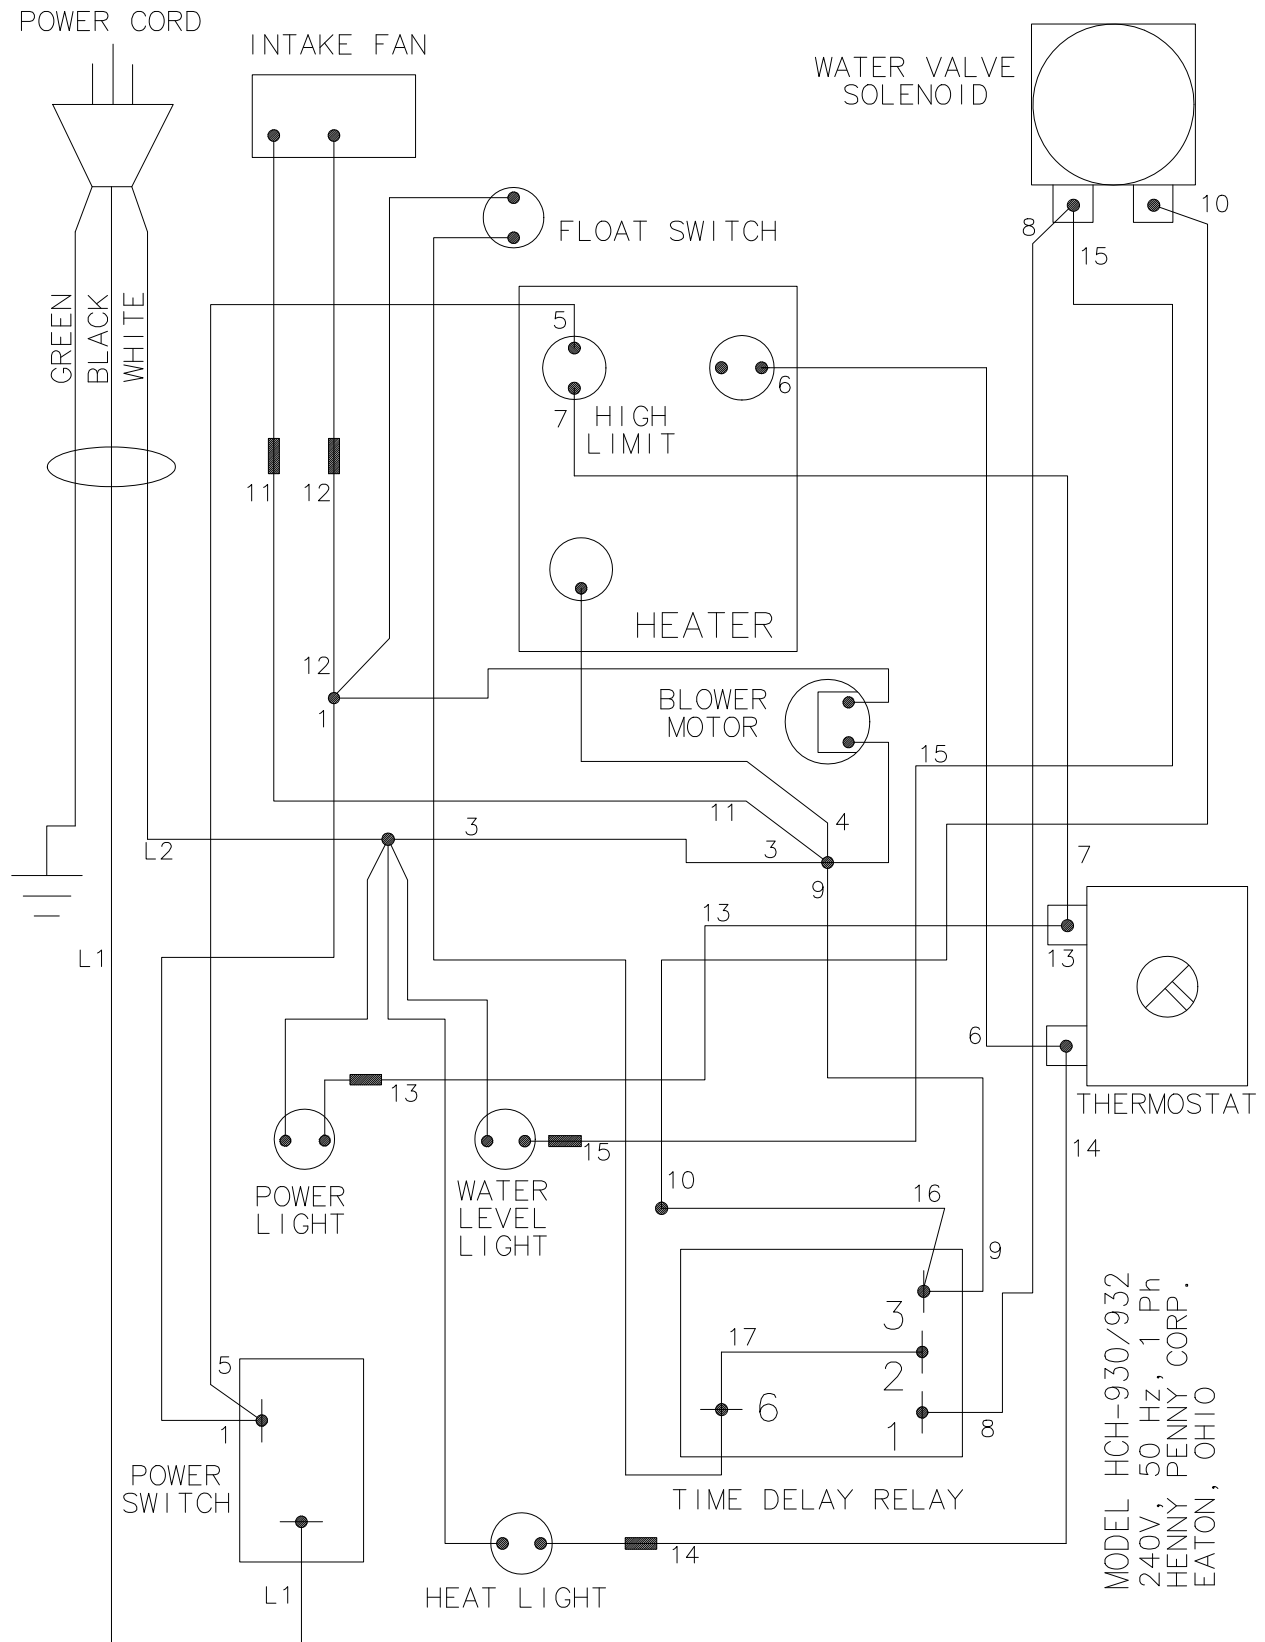 POWER CORD
INTAKE FAN
WATER VALVE
SOLENOID
10
8
15
FLOAT SWITCH
GREEN
BLACK
WHITE
5
6
7
HIGH
LIMIT
11
12
HEATER
12
1
BLOWER
MOTOR
15
11
4
3
3
L2
7
9
13
L1
13
6
13
THERMOSTAT
14
15
POWER
LIGHT
WATER
LEVEL
LIGHT
10
16
9
3
17
2
6
1
8
5
1
POWER
SWITCH
TIME DELAY RELAY
14
L1
HEAT LIGHT
MODEL HCH-930/932
240V, 50 Hz, 1 Ph
HENNY PENNY CORP.
EATON, OHIO